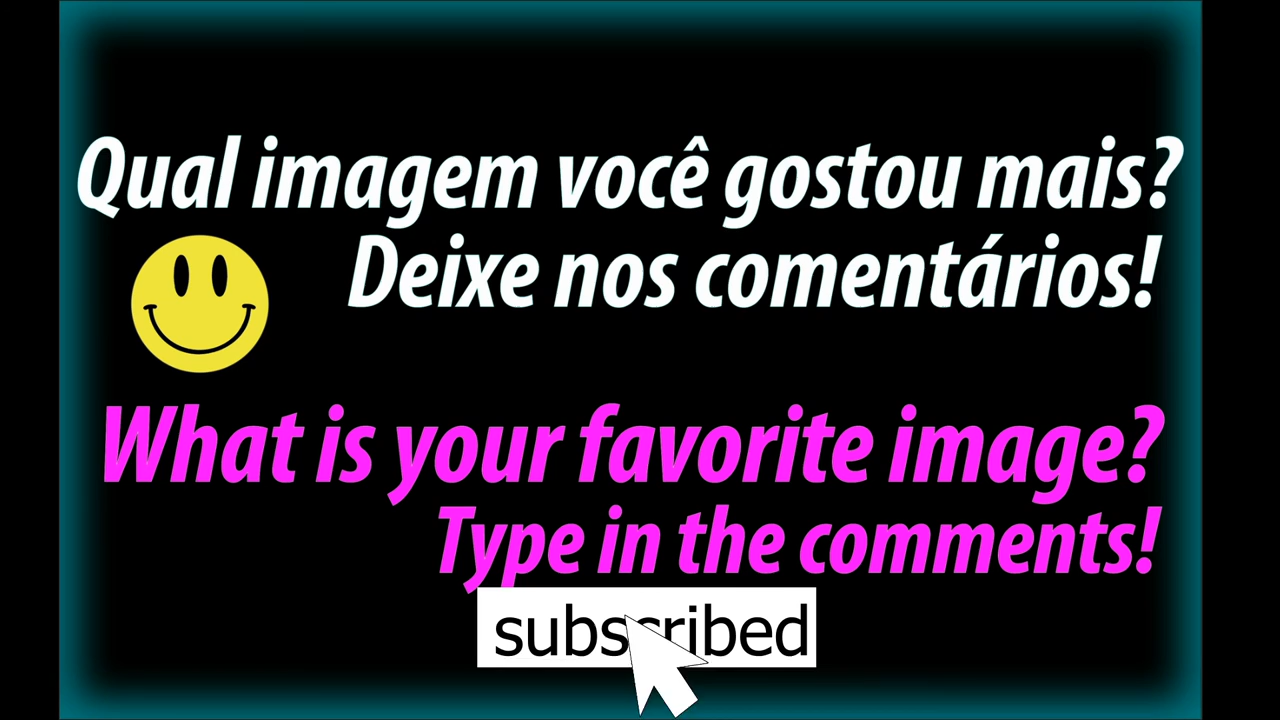 Qual imagem você gostou mais?
Deixe nos comentários!
What is your favorite image?
Type in the comments!
subscribed